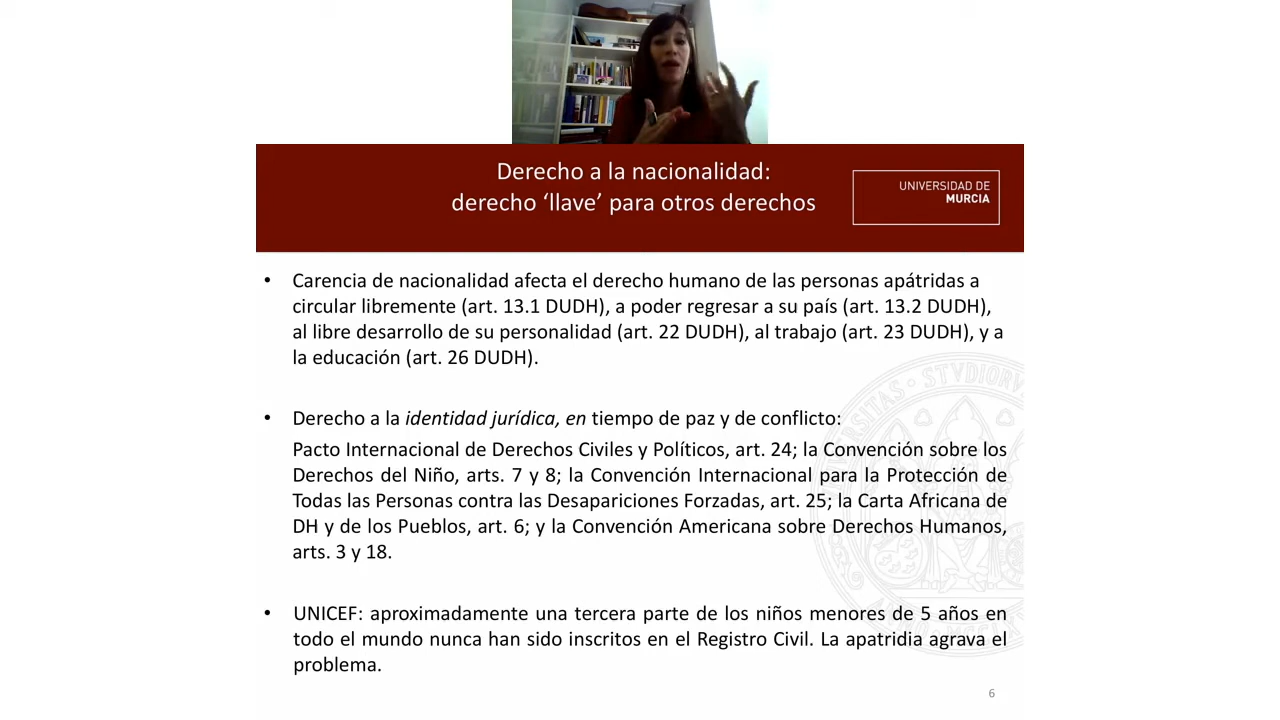 Derecho a la nacionalidad:
derecho ‘llave’ para otros derechos
UNIVERSIDAD DE
MURCIA
• Carencia de nacionalidad afecta el derecho humano de las personas apátridas a
circular libremente (art. 13.1 DUDH), a poder regresar a su país (art. 13.2 DUDH),
al libre desarrollo de su personalidad (art. 22 DUDH), al trabajo (art. 23 DUDH), y a
la educación (art. 26 DUDH).
• Derecho a la identidad jurídica, en tiempo de paz y de conflicto:
Pacto Internacional de Derechos Civiles y Políticos, art. 24; la Convención sobre los
Derechos del Niño, arts. 7 y 8; la Convención Internacional para la Protección de
Todas las Personas contra las Desapariciones Forzadas, art. 25; la Carta Africana de
DH y de los Pueblos, art. 6; y la Convención Americana sobre Derechos Humanos,
arts. 3 y 18.
• UNICEF: aproximadamente una tercera parte de los niños menores de 5 años en
todo el mundo nunca han sido inscritos en el Registro Civil. La apatridia agrava el
problema.
6